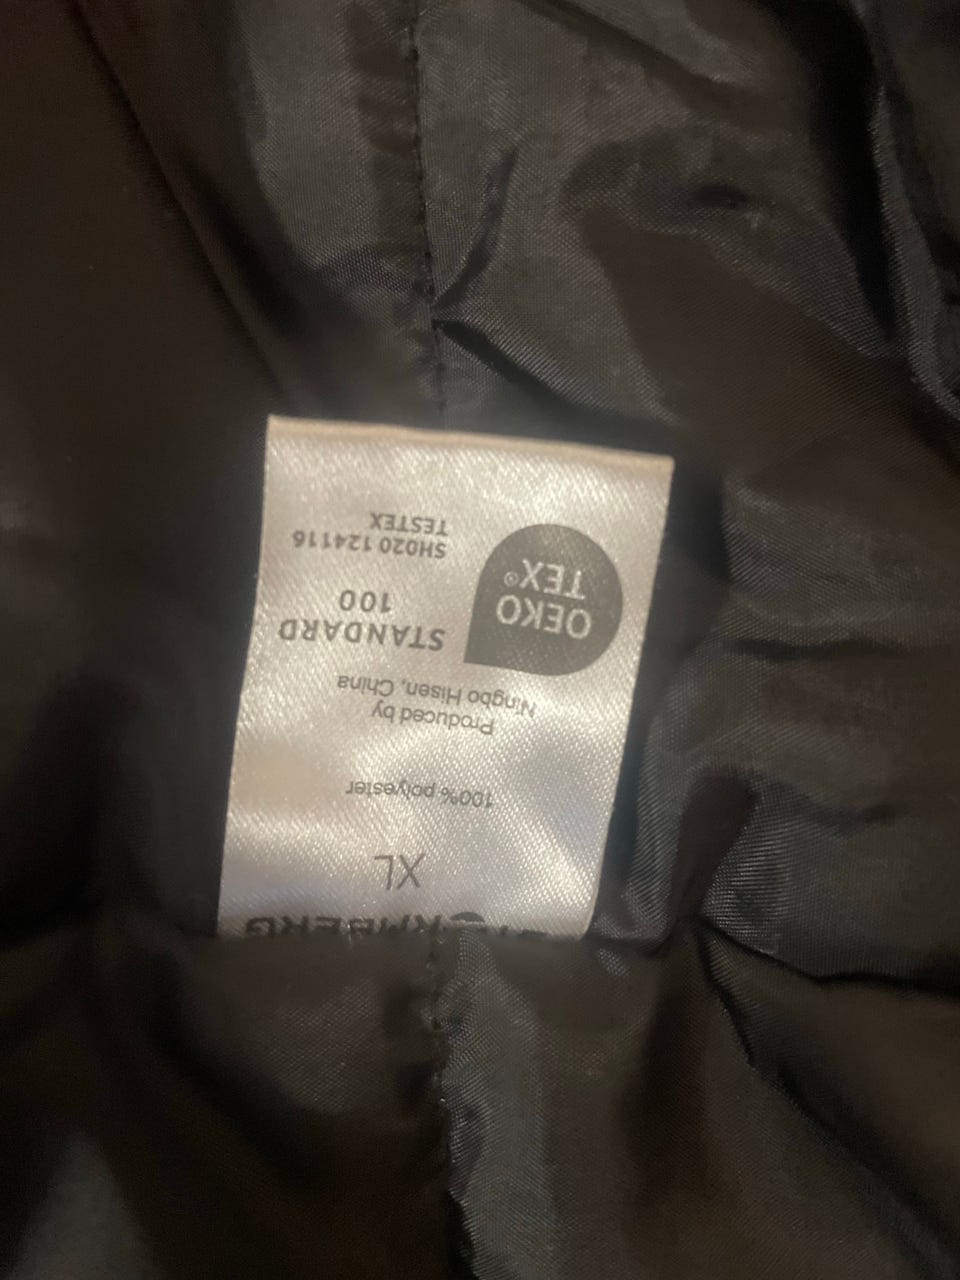 XL
100% polyester
Produced by
Ningbo Hisen, China
OEKO
TEX®
STANDARD
100
SH020 124116
TESTEX